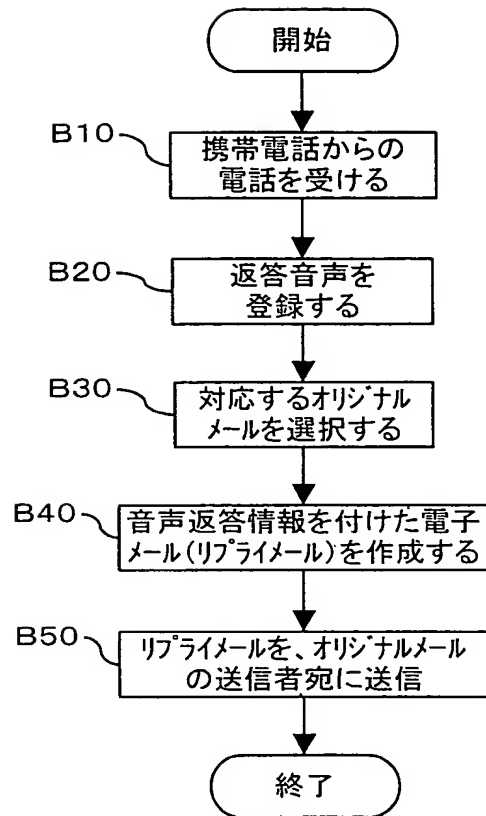 開始
B10
携帯電話からの
電話を受ける
B20
返答音声を
登録する
B30
対応するオリジナル
メールを選択する
B40
音声返答情報を付けた電子
メール(リプライメール)を作成する
B50
リプライメールを、オリジナルメール
の送信者宛に送信
終了